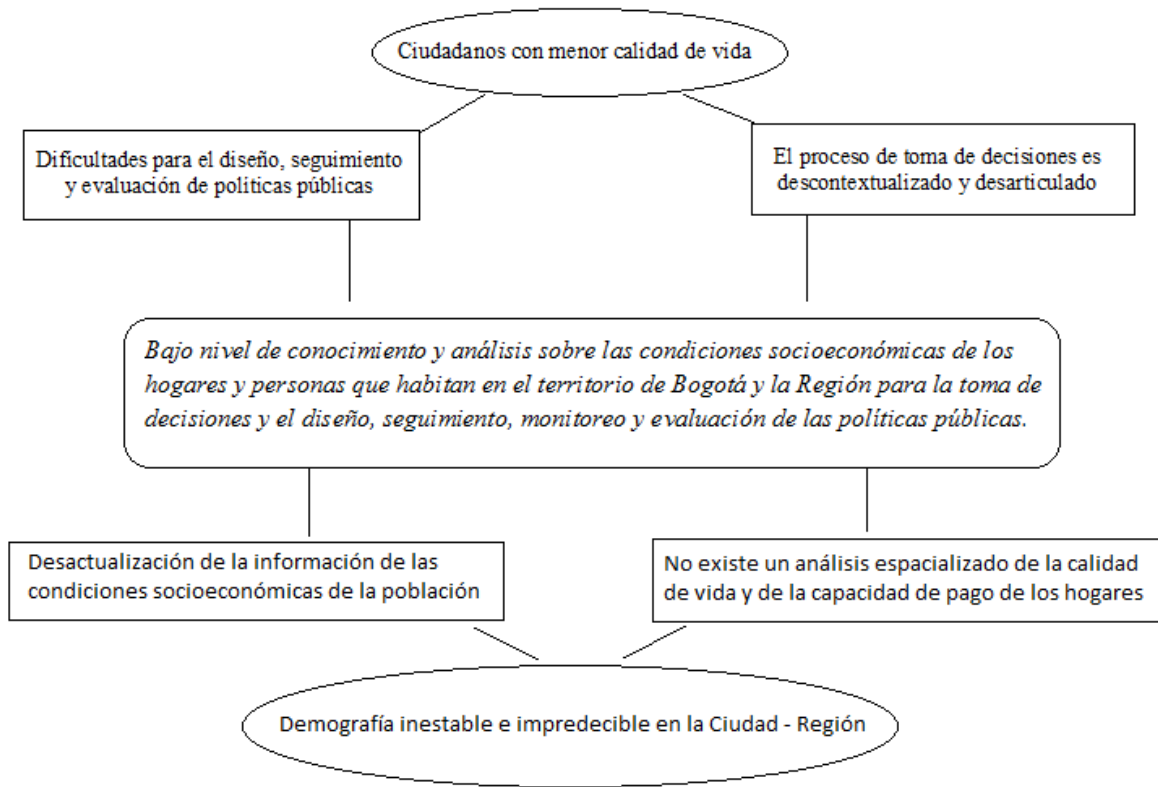 Ciudadanos con menor calidad de vida
Dificultades para el diseño, seguimiento
y evaluación de políticas públicas
El proceso de toma de decisiones es
descontextualizado y desarticulado
Bajo nivel de conocimiento y análisis sobre las condiciones socioeconómicas de los
hogares y personas que habitan en el territorio de Bogotá y la Región para la toma de
decisiones y el diseño, seguimiento, monitoreo y evaluación de las políticas públicas.
Desactualización de la información de las
condiciones socioeconómicas de la población
No existe un análisis espacializado de la calidad
de vida y de la capacidad de pago de los hogares
Demografía inestable e impredecible en la Ciudad - Región